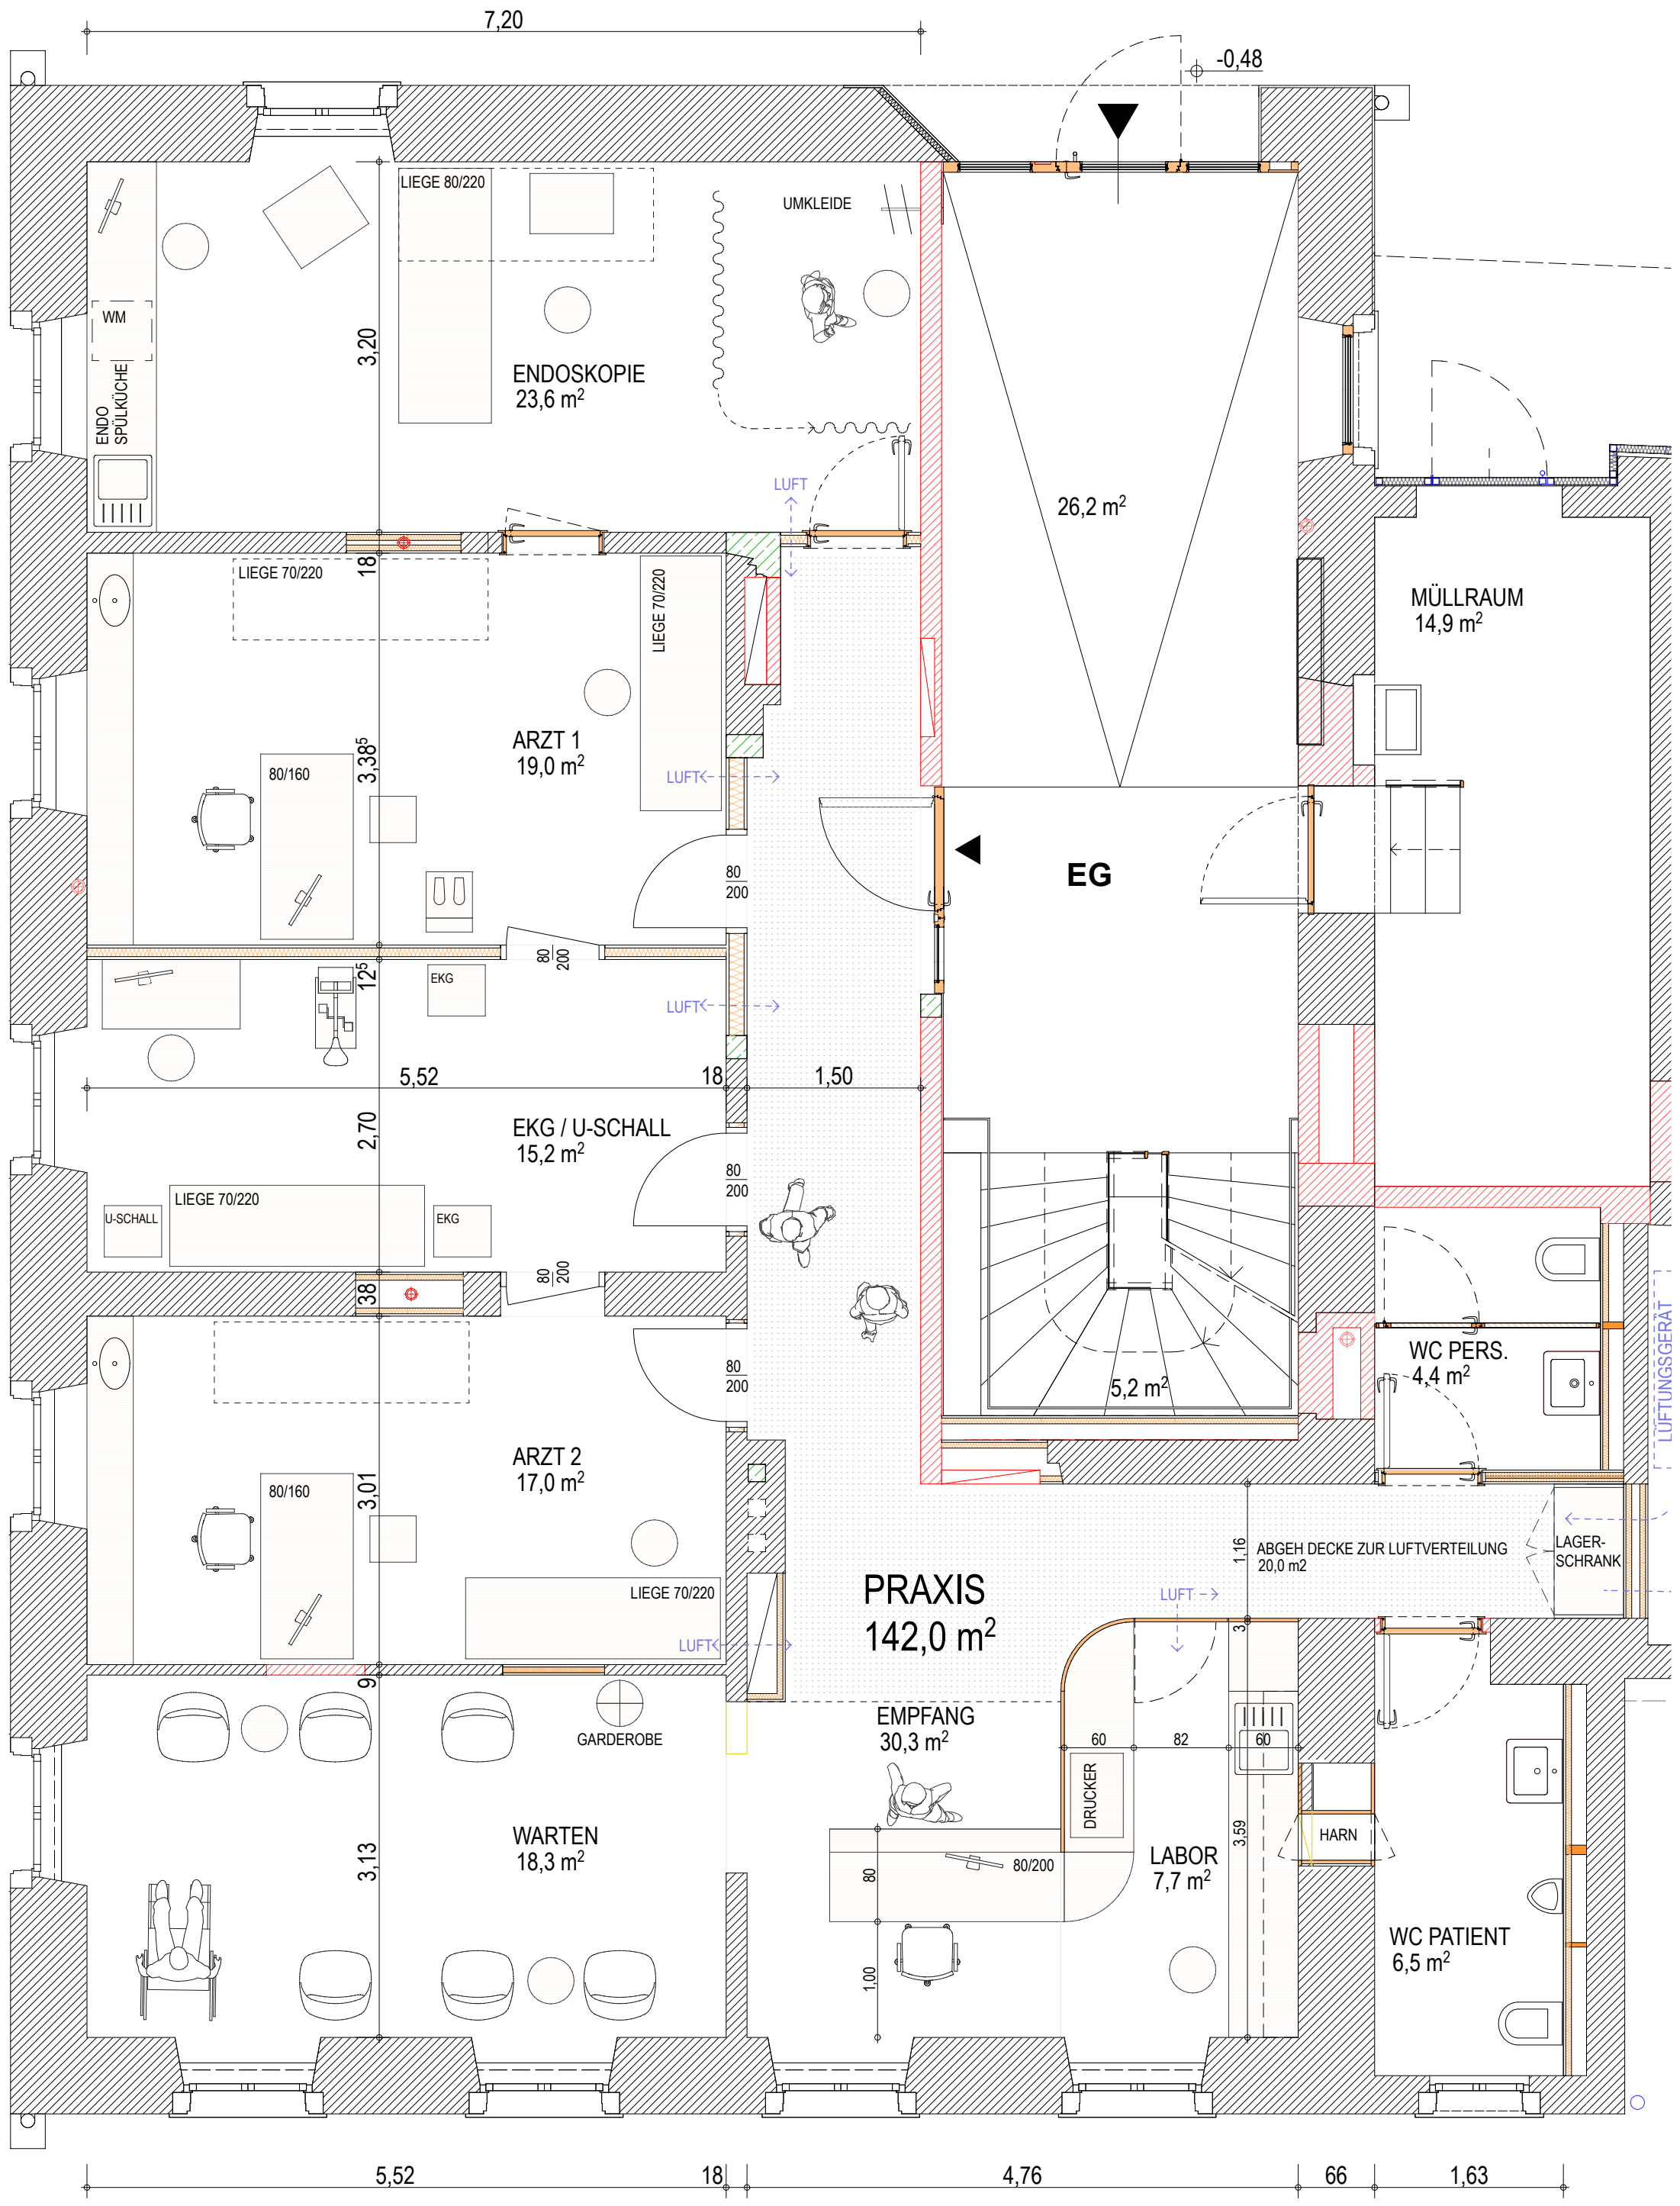 7,20
-0,48
LIEGE 80/220
UMKLEIDE
WM
ENDO
SPÜLKÜCHE
3,20
ENDOSKOPIE
23,6 m²
LUFT
26,2 m²
18
LIEGE 70/220
LIEGE 70/220
MÜLLRAUM
14,9 m²
ARZT 1
19,0 m²
3,38⁵
80/160
LUFT
80
200
EG
80
200
12⁵
EKG
LUFT
5,52
18
1,50
2,70
EKG / U-SCHALL
15,2 m²
80
200
LIEGE 70/220
U-SCHALL
EKG
80
200
38
LÜFTUNGSGERÄT
WC PERS.
4,4 m²
80
200
5,2 m²
ARZT 2
17,0 m²
80/160
3,01
1,16
ABGEH DECKE ZUR LUFTVERTEILUNG
20,0 m2
LAGER-
SCHRANK
PRAXIS
142,0 m²
LIEGE 70/220
LUFT
LUFT
3
9
GARDEROBE
EMPFANG
30,3 m²
60
82
60
DRUCKER
WARTEN
18,3 m²
3,13
3,59
HARN
LABOR
7,7 m²
80/200
80
WC PATIENT
6,5 m²
1,00
5,52
18
4,76
66
1,63